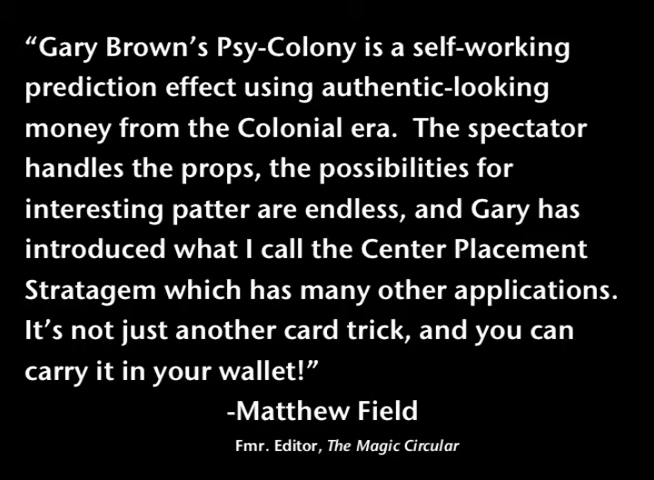 “Gary Brown’s Psy-Colony is a self-working
prediction effect using authentic-looking
money from the Colonial era.  The spectator
handles the props, the possibilities for
interesting patter are endless, and Gary has
introduced what I call the Center Placement
Stratagem which has many other applications.
It’s not just another card trick, and you can
carry it in your wallet!”
-Matthew Field
Fmr. Editor, The Magic Circular